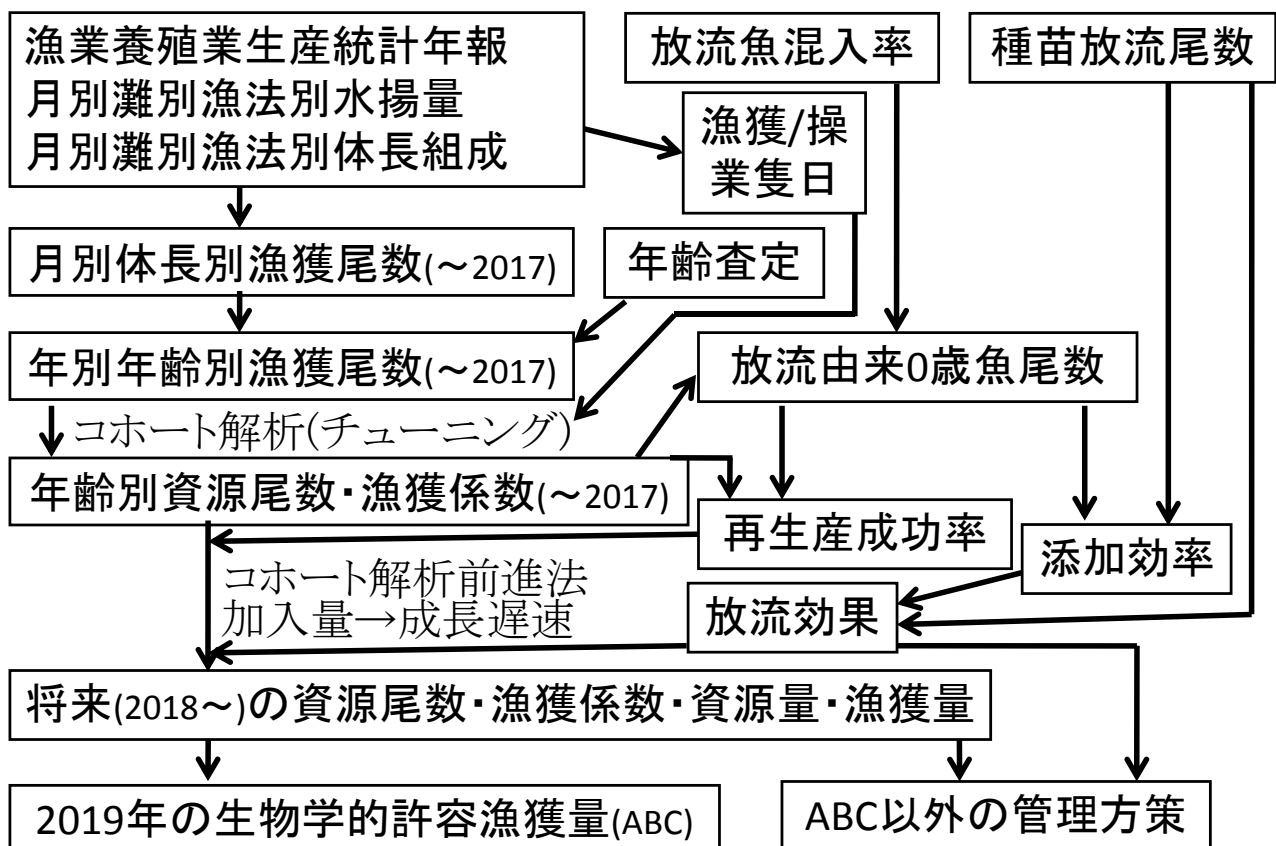 漁業養殖業生産統計年報
月別灘別漁法別水揚量
月別灘別漁法別体長組成
放流魚混入率
種苗放流尾数
漁獲/操
業隻日
月別体長別漁獲尾数(～2017)
年齢査定
年別年齢別漁獲尾数(～2017)
放流由来0歳魚尾数
コホート解析(チューニング)
年齢別資源尾数・漁獲係数(～2017)
再生産成功率
添加効率
コホート解析前進法
加入量→成長遅速
放流効果
将来(2018～)の資源尾数・漁獲係数・資源量・漁獲量
2019年の生物学的許容漁獲量(ABC)
ABC以外の管理方策